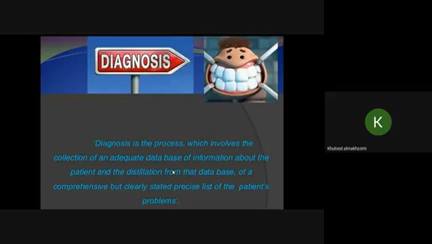 DIAGNOSIS
'Diagnosis is the process, which involves the
collection of an adequate data base of information about the
patient and the distillation from that data base, of a
comprehensive but clearly stated precise list of the patient's
problems'.
K